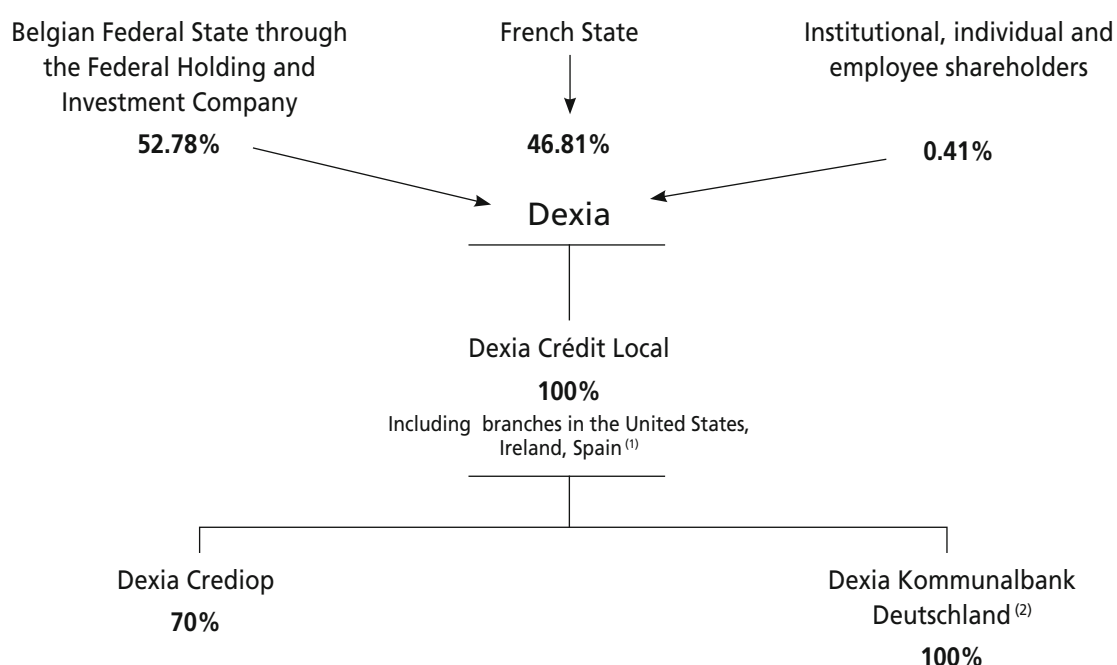 Belgian Federal State through
the Federal Holding and
Investment Company
52.78%
French State
46.81%
Institutional, individual and
employee shareholders
0.41%
Dexia
Dexia Crédit Local
100%
Including branches in the United States,
Ireland, Spain (1)
Dexia Crediop
70%
Dexia Kommunalbank
Deutschland (2)
100%